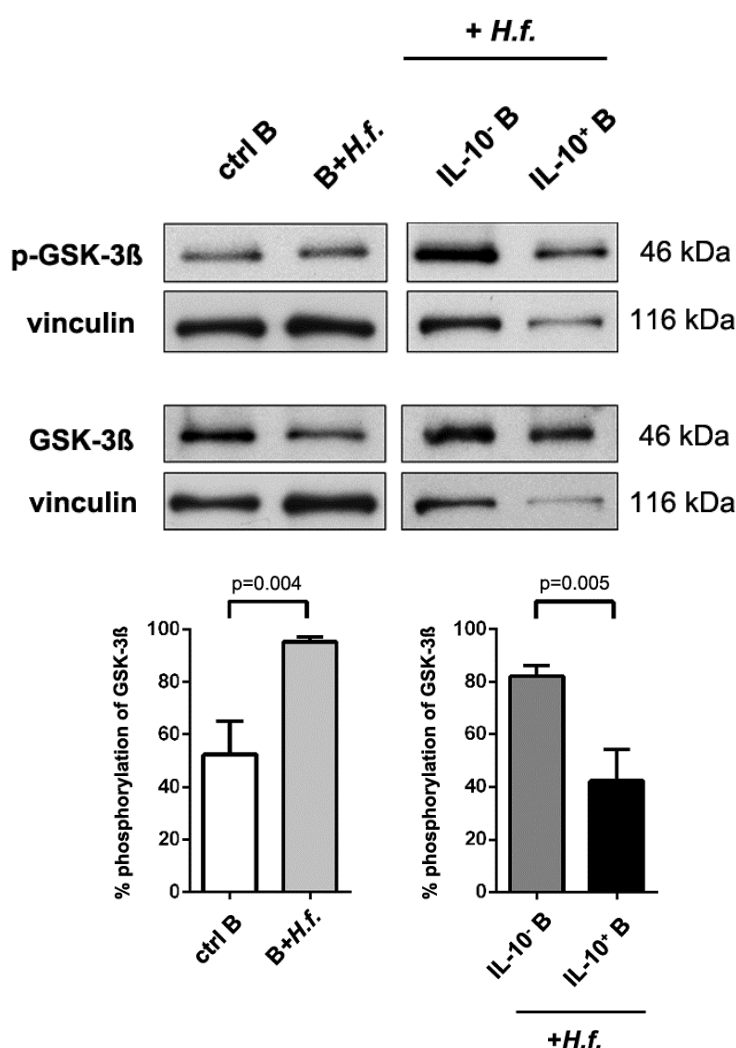 + H.f.
ctrl B
B+H.f.
IL-10⁻ B
IL-10⁺ B
p-GSK-3ß
46 kDa
vinculin
116 kDa
GSK-3ß
46 kDa
vinculin
116 kDa
p=0.004
p=0.005
% phosphorylation of GSK-3ß
100
80
60
40
20
0
ctrl B
B+H.f.
% phosphorylation of GSK-3ß
100
80
60
40
20
0
IL-10⁻ B
IL-10⁺ B
+H.f.